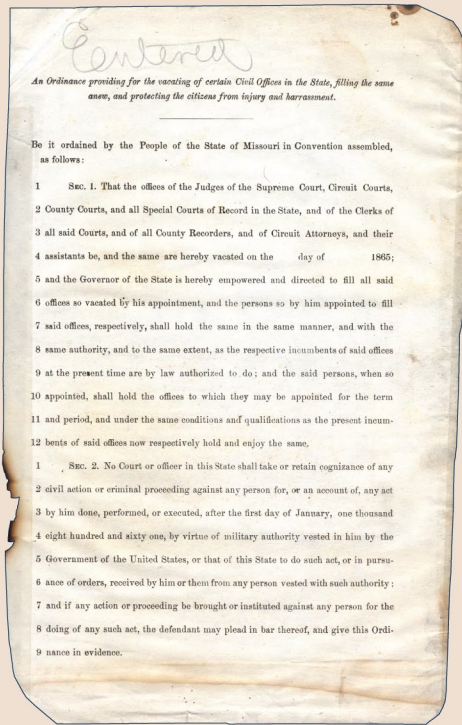 Entered
An Ordinance providing for the vacating of certain Civil Offices in the State, filling the same
anew, and protecting the citizens from injury and harrassment.
Be it ordained by the People of the State of Missouri in Convention assembled,
as follows:
1 SEC. 1. That the offices of the Judges of the Supreme Court, Circuit Courts,
2 County Courts, and all Special Courts of Record in the State, and of the Clerks of
3 all said Courts, and of all County Recorders, and of Circuit Attorneys, and their
4 assistants be, and the same are hereby vacated on the day of 1865;
5 and the Governor of the State is hereby empowered and directed to fill all said
6 offices so vacated by his appointment, and the persons so by him appointed to fill
7 said offices, respectively, shall hold the same in the same manner, and with the
8 same authority, and to the same extent, as the respective incumbents of said offices
9 at the present time are by law authorized to do; and the said persons, when so
10 appointed, shall hold the offices to which they may be appointed for the term
11 and period, and under the same conditions and qualifications as the present incum-
12 bents of said offices now respectively hold and enjoy the same.
1 SEC. 2. No Court or officer in this State shall take or retain cognizance of any
2 civil action or criminal proceeding against any person for, or an account of, any act
3 by him done, performed, or executed, after the first day of January, one thousand
4 eight hundred and sixty one, by virtue of military authority vested in him by the
5 Government of the United States, or that of this State to do such act, or in pursu-
6 ance of orders, received by him or them from any person vested with such authority;
7 and if any action or proceeding be brought or instituted against any person for the
8 doing of any such act, the defendant may plead in bar thereof, and give this Ordi-
9 nance in evidence.